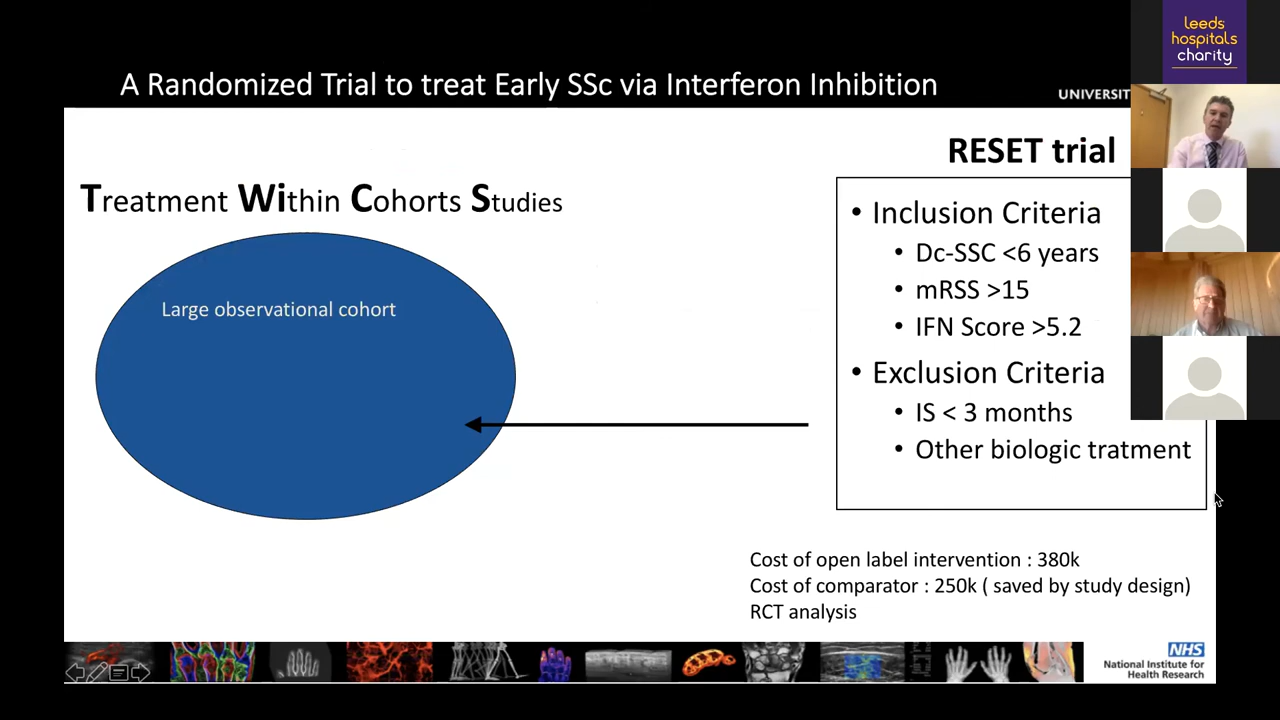 A Randomized Trial to treat Early SSc via Interferon Inhibition
UNIVERSIT
leeds
hospitals
charity
RESET trial
Treatment WiThin Cohorts Studies
Large observational cohort
• Inclusion Criteria
• Dc-SSC <6 years
• mRSS >15
• IFN Score >5.2
• Exclusion Criteria
• IS < 3 months
• Other biologic tratment
Cost of open label intervention : 380k
Cost of comparator : 250k ( saved by study design)
RCT analysis
NHS
National Institute for
Health Research